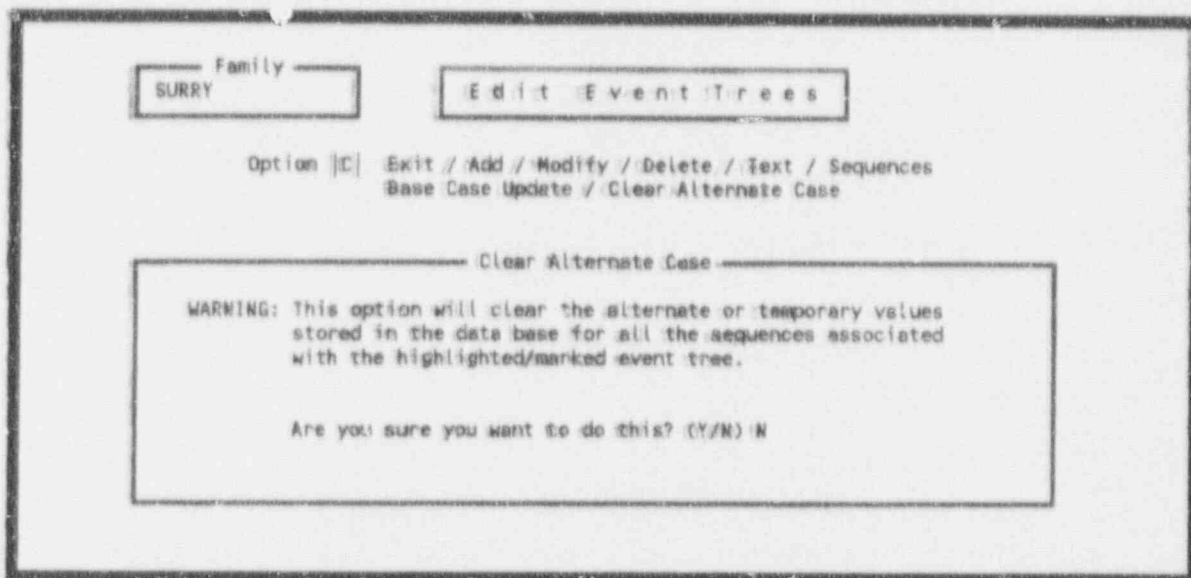 Family
SURRY
Edit Event Trees
Option |C| Exit / Add / Modify / Delete / Text / Sequences
Base Case Update / Clear Alternate Case
Clear Alternate Case
WARNING: This option will clear the alternate or temporary values
stored in the data base for all the sequences associated
with the highlighted/marked event tree.
Are you sure you want to do this? (Y/N) N